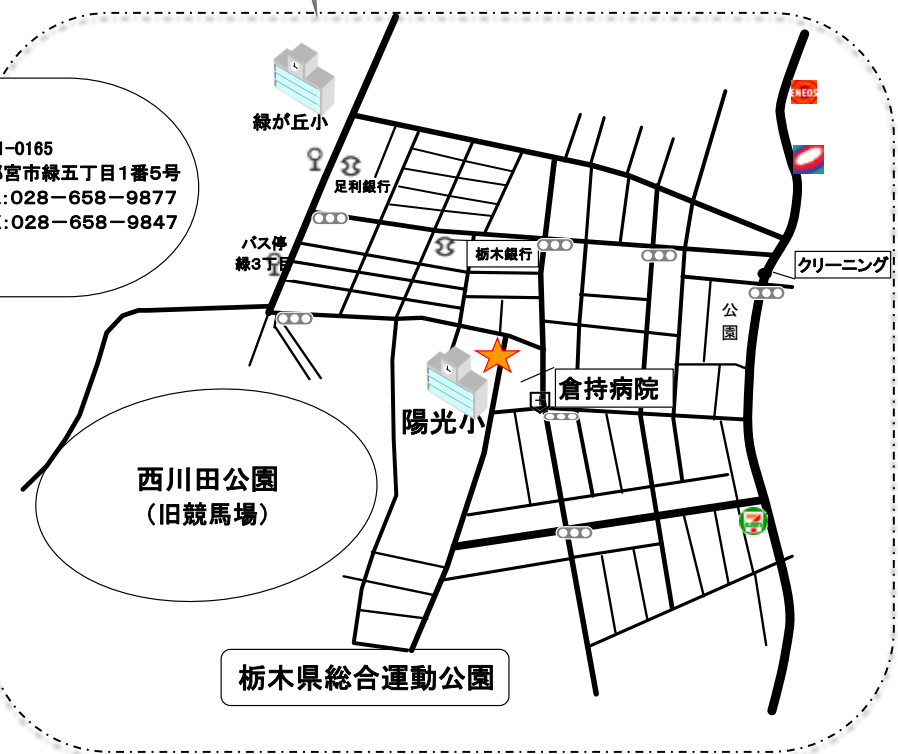 ENEOS
緑が丘小
1-0165
宮市緑五丁目1番5号
:028－658－9877
:028－658－9847
足利銀行
バス停
緑3丁目
栃木銀行
クリーニング
公
園
倉持病院
陽光小
西川田公園
（旧競馬場）
栃木県総合運動公園